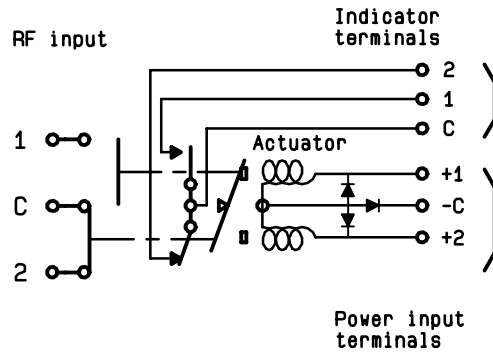 Indicator
terminals
RF input
2
1
C
1
Actuator
+1
C
-C
+2
2
Power input
terminals